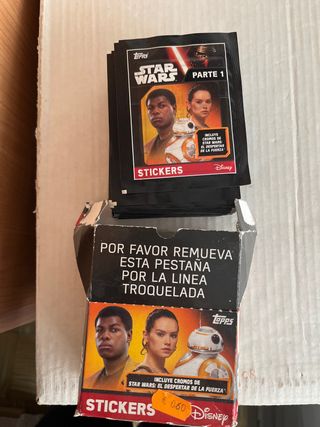 Topps
STAR
WARS
PARTE 1
INCLUYE
CROMOS DE
STAR WARS:
EL DESPERTAR
DE LA FUERZA
STICKERS
Disney
POR FAVOR REMUEVA
ESTA PESTAÑA
POR LA LINEA
TROQUELADA
Topps
INCLUYE CROMOS DE
STAR WARS: EL DESPERTAR DE LA FUERZA
STICKERS
Disney